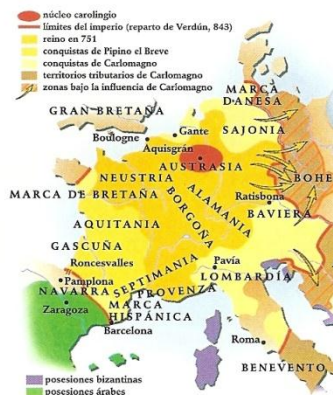 núcleo carolingio
límites del imperio (reparto de Verdún, 843)
reino en 751
conquistas de Pipino el Breve
conquistas de Carlomagno
territorios tributarios de Carlomagno
zonas bajo la influencia de Carlomagno
MARCA
DANESA
GRAN BRETAÑA
SAJONIA
Boulogne
Gante
Aquisgrán
AUSTRASIA
NEUSTRIA
BOHE
MARCA DE BRETAÑA
Ratisbona
ALAMANIA
BORGOÑA
BAVIERA
AQUITANIA
GASCUÑA
Roncesvalles
Pavía
SEPTIMANIA
LOMBARDÍA
PROVENZA
Pamplona
NAVARRA
MARCA
HISPÁNICA
Zaragoza
Barcelona
Roma
BENEVENTO
posesiones bizantinas
posesiones árabes